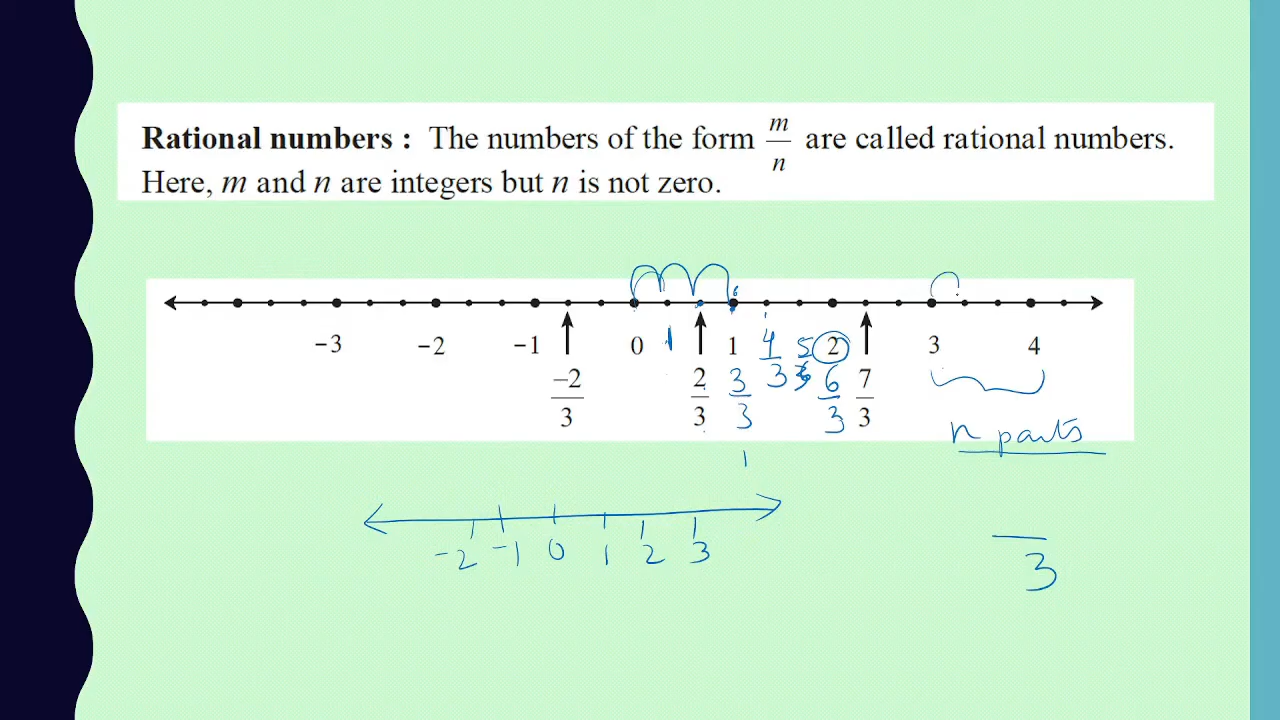 Rational numbers : The numbers of the form m/n are called rational numbers.
Here, m and n are integers but n is not zero.
-3 -2 -1 0 1 1 4/3 5 2 3 4
-2/3 2/3 3/3 6/3 7/3
n parts
-2 -1 0 1 2 3
3